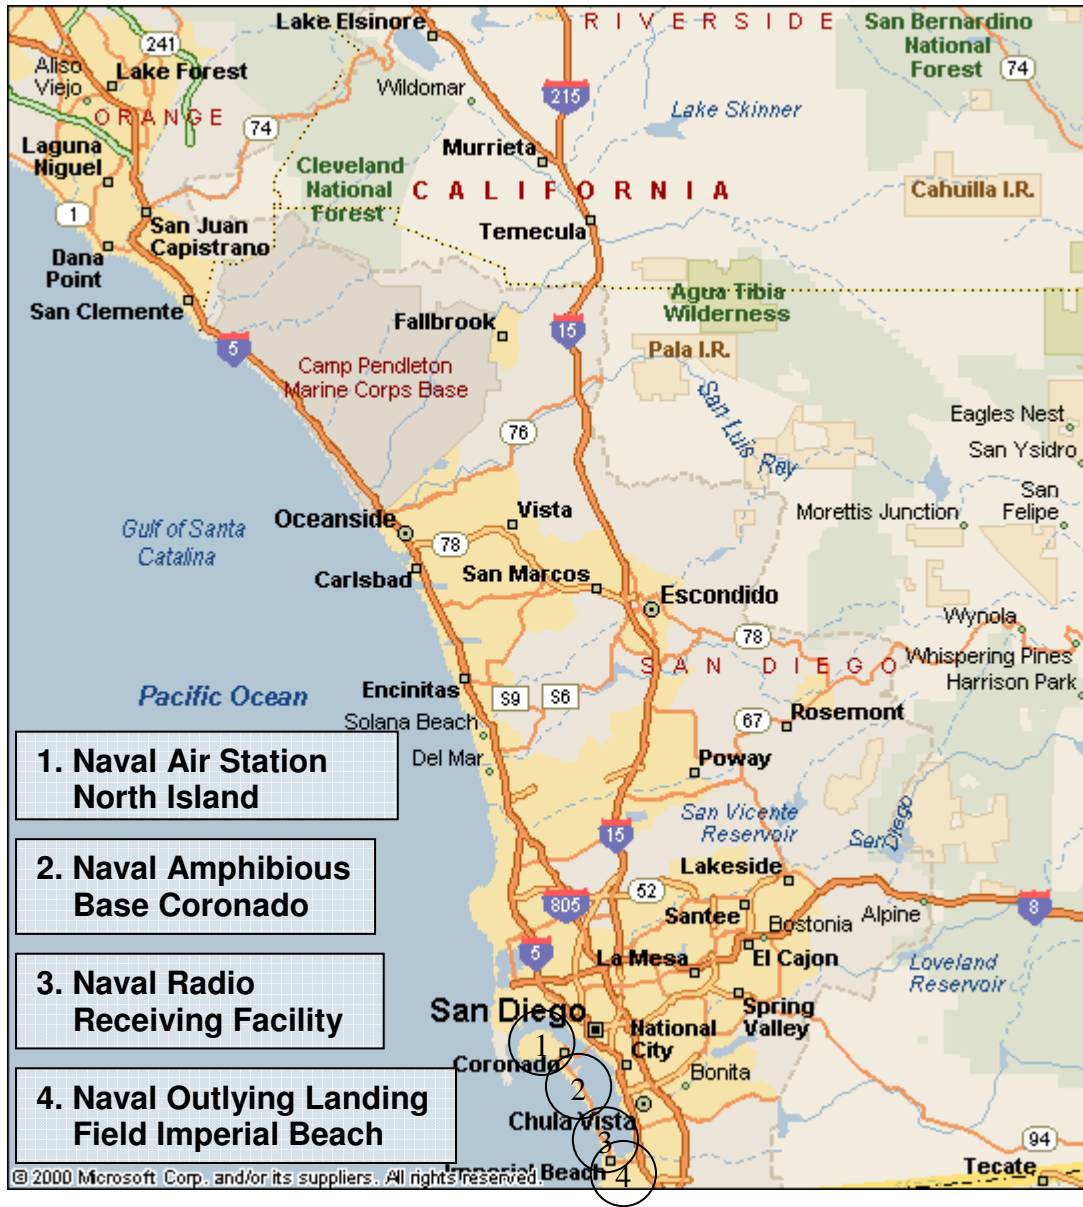 Lake Elsinore
R I V E R S I D E
San Bernardino
National
Forest
74
241
Aliso
Viejo
Lake Forest
Wildomar
215
Lake Skinner
O R A N G E
74
Laguna
Niguel
Murrieta
Cleveland
National
Forest
C A L I F O R N I A
Cahuilla I.R.
1
San Juan
Capistrano
Temecula
Dana
Point
San Clemente
Agua Tibia
Wilderness
Fallbrook
15
5
Pala I.R.
Camp Pendleton
Marine Corps Base
San Luis Rey
Eagles Nest
San Ysidro
76
San
Felipe
Morettis Junction
Gulf of Santa
Catalina
Oceanside
Vista
78
Carlsbad
San Marcos
Escondido
Wynola
78
Whispering Pines
Harrison Park
S A N D I E G O
Pacific Ocean
Encinitas
S9
S6
Solana Beach
67
Rosemont
Del Mar
Poway
1. Naval Air Station
North Island
San Vicente
Reservoir
San Diego
15
2. Naval Amphibious
Base Coronado
Lakeside
52
805
Santee
Bostonia
Alpine
8
5
La Mesa
El Cajon
Loveland
Reservoir
3. Naval Radio
Receiving Facility
San Diego
National
City
Spring
Valley
1
Coronado
Bonita
2
4. Naval Outlying Landing
Field Imperial Beach
Chula Vista
3
94
Imperial Beach
4
Tecate
© 2000 Microsoft Corp. and/or its suppliers. All rights reserved.